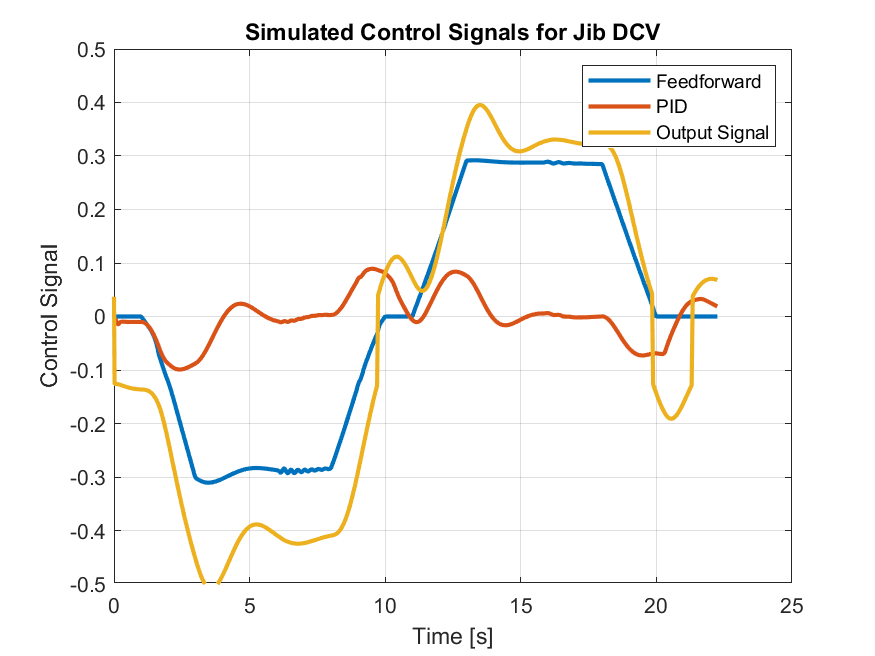 Simulated Control Signals for Jib DCV
Feedforward
PID
Output Signal
0.5
0.4
0.3
0.2
0.1
0
-0.1
-0.2
-0.3
-0.4
-0.5
Control Signal
0 5 10 15 20 25
Time [s]